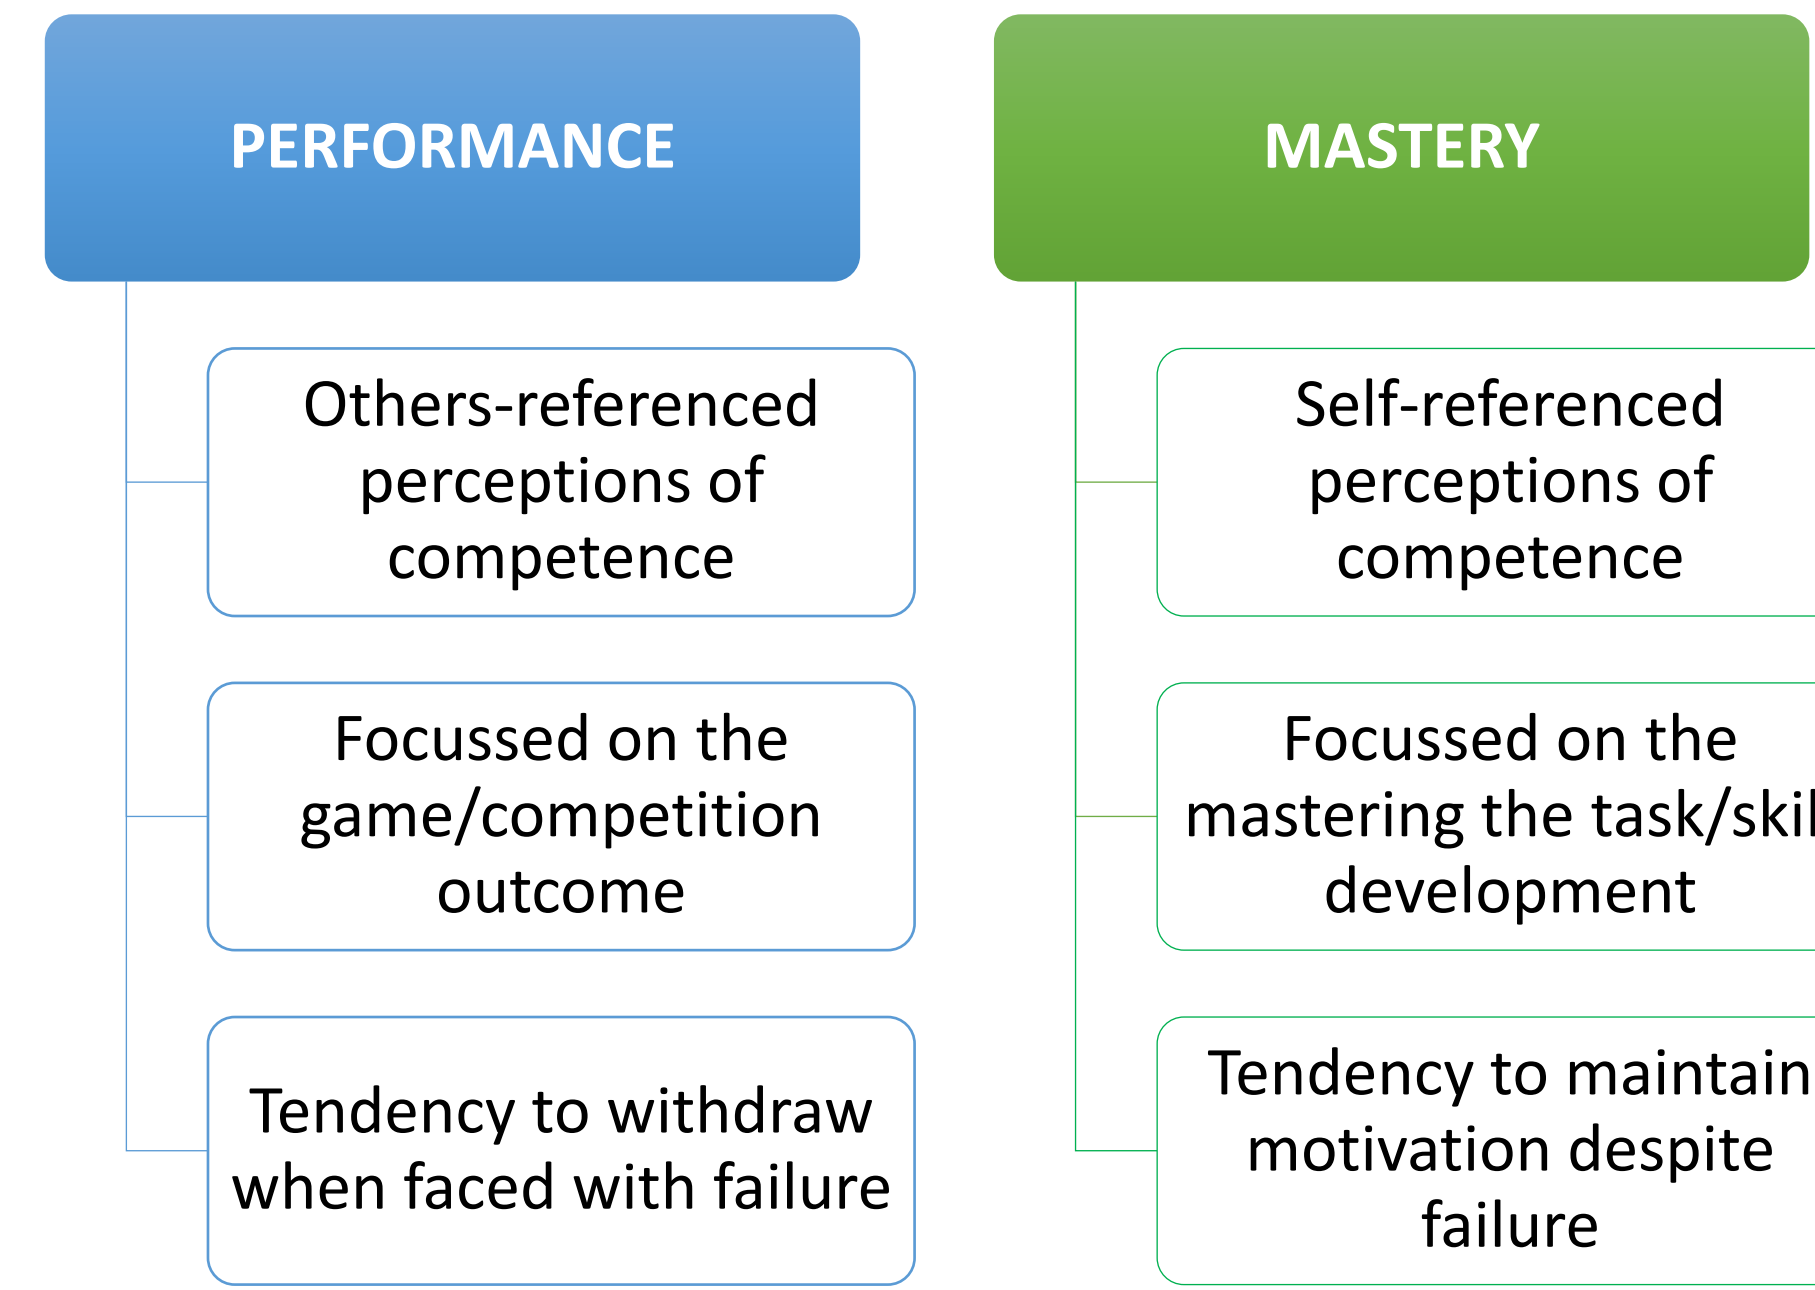 PERFORMANCE
Others-referenced
perceptions of
competence
Focussed on the
game/competition
outcome
Tendency to withdraw
when faced with failure
MASTERY
Self-referenced
perceptions of
competence
Focussed on the
mastering the task/skil
development
Tendency to maintain
motivation despite
failure